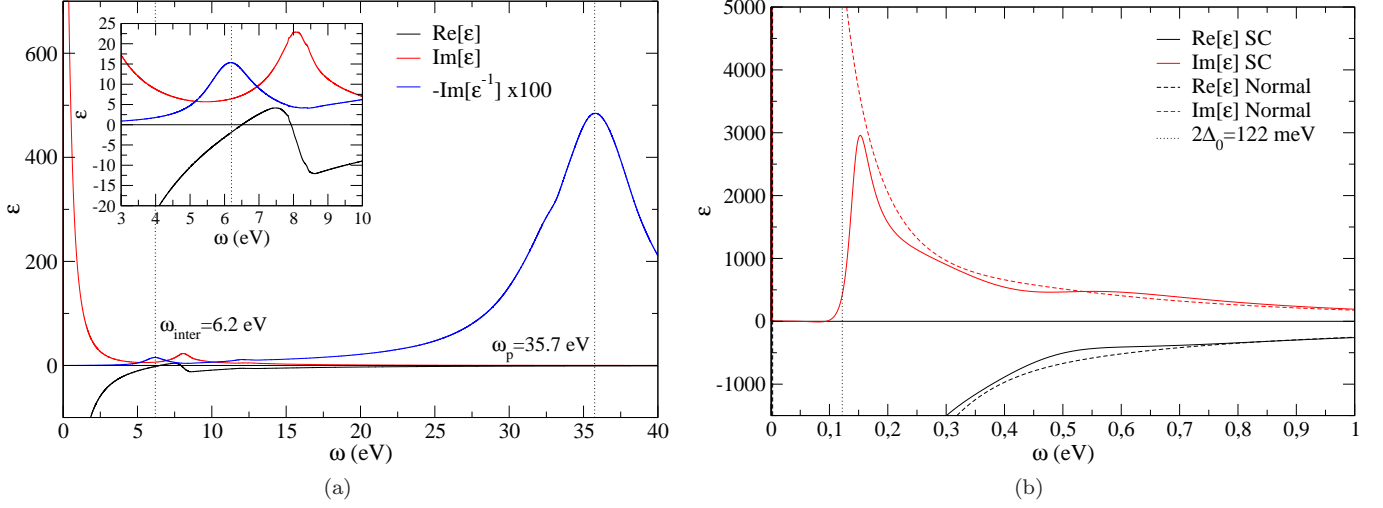 600
400
200
0
ε
0 5 10 15 20 25 30 35 40
ω (eV)
25
20
15
10
5
0
-5
-10
-15
-20
ε
3 4 5 6 7 8 9 10
ω (eV)
Re[ε]
Im[ε]
-Im[ε⁻¹] x100
ω_inter=6.2 eV
ω_p=35.7 eV
(a)
5000
4000
3000
2000
1000
0
-1000
ε
0 0,1 0,2 0,3 0,4 0,5 0,6 0,7 0,8 0,9 1
ω (eV)
Re[ε] SC
Im[ε] SC
Re[ε] Normal
Im[ε] Normal
2Δ₀=122 meV
(b)